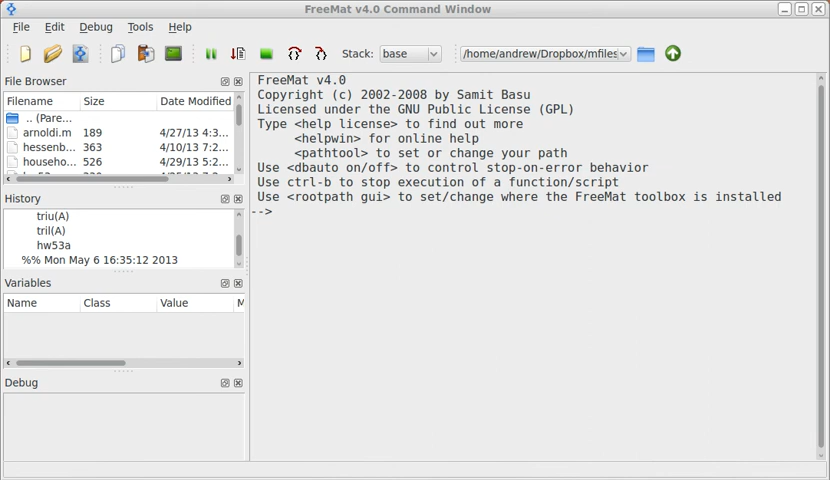 FreeMat v4.0 Command Window
File Edit Debug Tools Help
Stack: base /home/andrew/Dropbox/mfiles
File Browser
Filename Size Date Modified
.. (Pare...
arnoldi.m 189 4/27/13 4:3...
hessenb... 363 4/10/13 7:2...
househo... 526 4/29/13 5:2...
History
triu(A)
tril(A)
hw53a
%% Mon May 6 16:35:12 2013
Variables
Name Class Value M
Debug
FreeMat v4.0
Copyright (c) 2002-2008 by Samit Basu
Licensed under the GNU Public License (GPL)
Type <help license> to find out more
<helpwin> for online help
<pathtool> to set or change your path
Use <dbauto on/off> to control stop-on-error behavior
Use ctrl-b to stop execution of a function/script
Use <rootpath gui> to set/change where the FreeMat toolbox is installed
-->